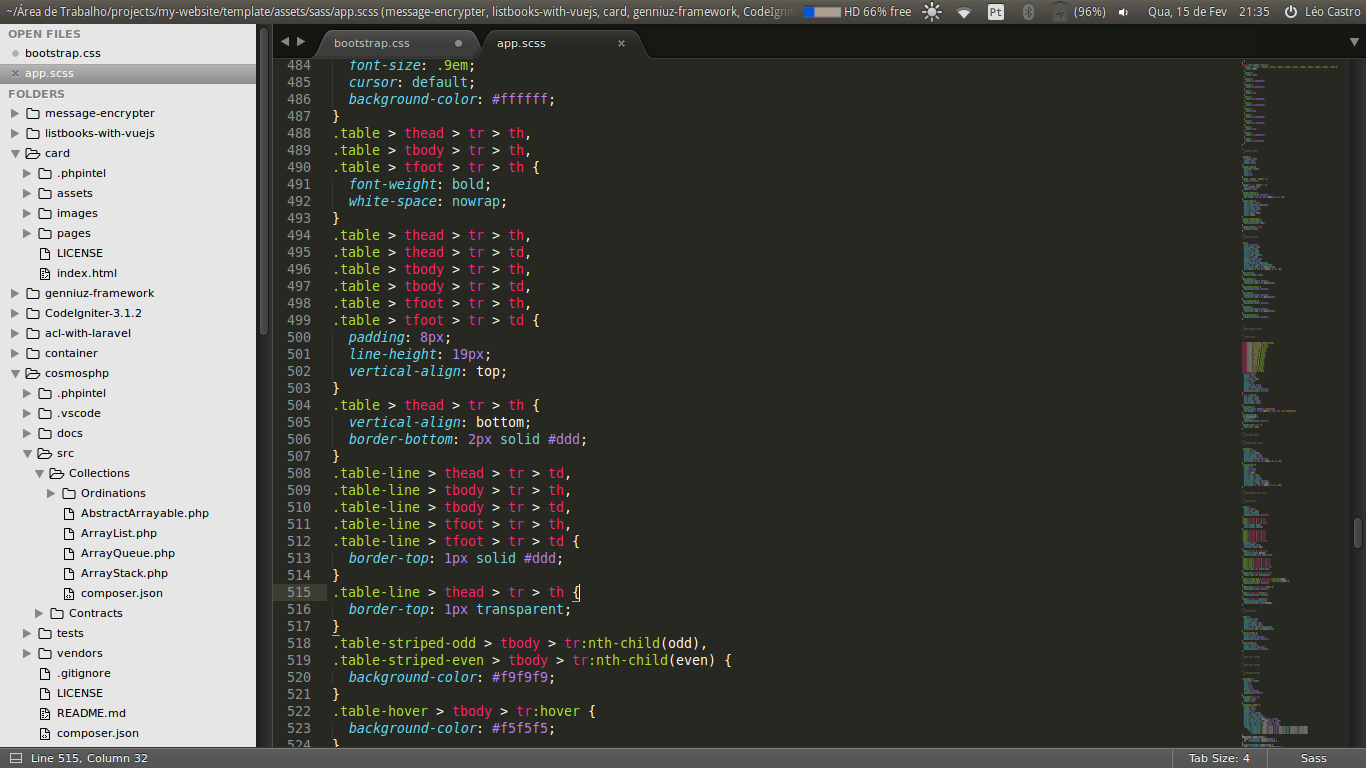 ~/Área de Trabalho/projects/my-website/template/assets/sass/app.scss (message-encrypter, listbooks-with-vuejs, card, genniuz-framework, CodeIgnit HD 66% free Pt (96%) Qua, 15 de Fev 21:35 Léo Castro
OPEN FILES
bootstrap.css
app.scss
FOLDERS
message-encrypter
listbooks-with-vuejs
card
.phpintel
assets
images
pages
LICENSE
index.html
genniuz-framework
CodeIgniter-3.1.2
acl-with-laravel
container
cosmosphp
.phpintel
.vscode
docs
src
Collections
Ordinations
AbstractArrayable.php
ArrayList.php
ArrayQueue.php
ArrayStack.php
composer.json
Contracts
tests
vendors
.gitignore
LICENSE
README.md
composer.json
bootstrap.css app.scss
484 font-size: .9em;
485 cursor: default;
486 background-color: #ffffff;
487 }
488 .table > thead > tr > th,
489 .table > tbody > tr > th,
490 .table > tfoot > tr > th {
491 font-weight: bold;
492 white-space: nowrap;
493 }
494 .table > thead > tr > th,
495 .table > thead > tr > td,
496 .table > tbody > tr > th,
497 .table > tbody > tr > td,
498 .table > tfoot > tr > th,
499 .table > tfoot > tr > td {
500 padding: 8px;
501 line-height: 19px;
502 vertical-align: top;
503 }
504 .table > thead > tr > th {
505 vertical-align: bottom;
506 border-bottom: 2px solid #ddd;
507 }
508 .table-line > thead > tr > td,
509 .table-line > tbody > tr > th,
510 .table-line > tbody > tr > td,
511 .table-line > tfoot > tr > th,
512 .table-line > tfoot > tr > td {
513 border-top: 1px solid #ddd;
514 }
515 .table-line > thead > tr > th {
516 border-top: 1px transparent;
517 }
518 .table-striped-odd > tbody > tr:nth-child(odd),
519 .table-striped-even > tbody > tr:nth-child(even) {
520 background-color: #f9f9f9;
521 }
522 .table-hover > tbody > tr:hover {
523 background-color: #f5f5f5;
524 }
Line 515, Column 32 Tab Size: 4 Sass